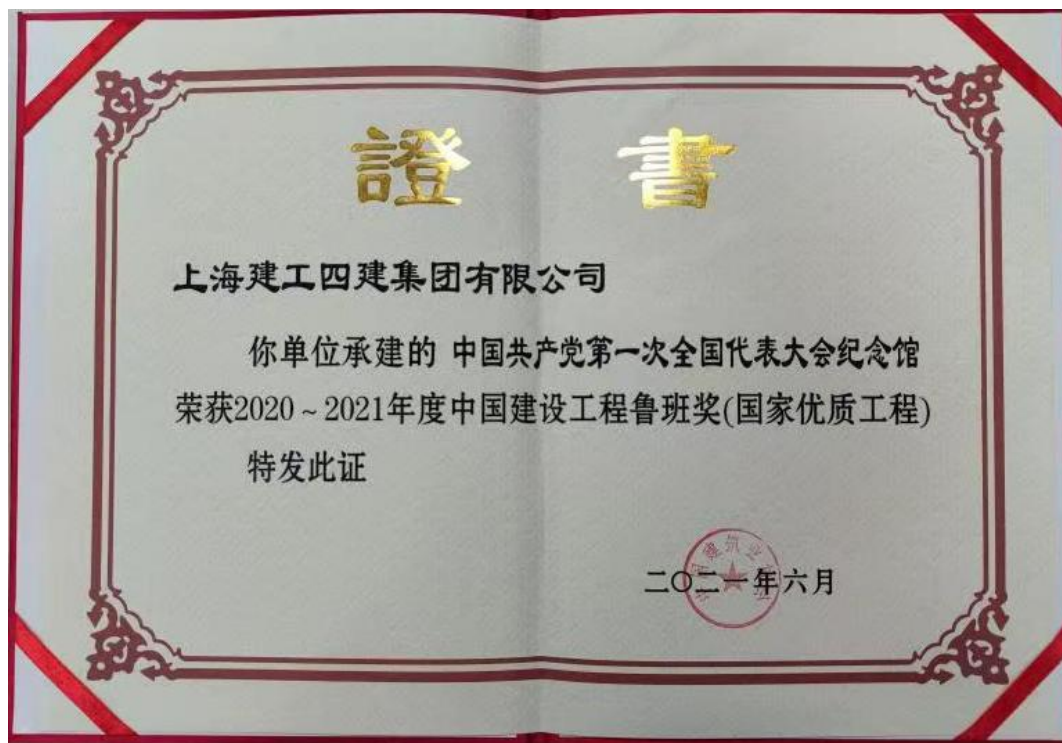 證書
上海建工四建集团有限公司
你单位承建的 中国共产党第一次全国代表大会纪念馆
荣获2020～2021年度中国建设工程鲁班奖(国家优质工程)
特发此证
二〇二一年六月